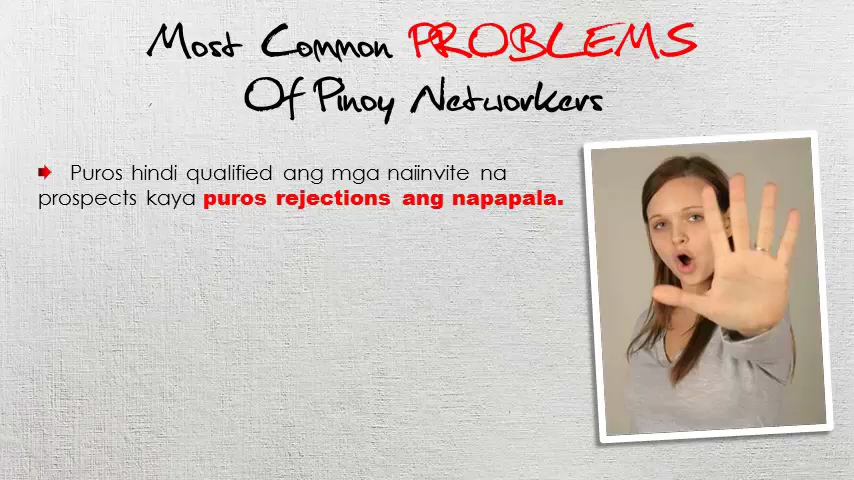 Most Common PROBLEMS
Of Pinoy Networkers
Puros hindi qualified ang mga naiinvite na
prospects kaya puros rejections ang napapala.